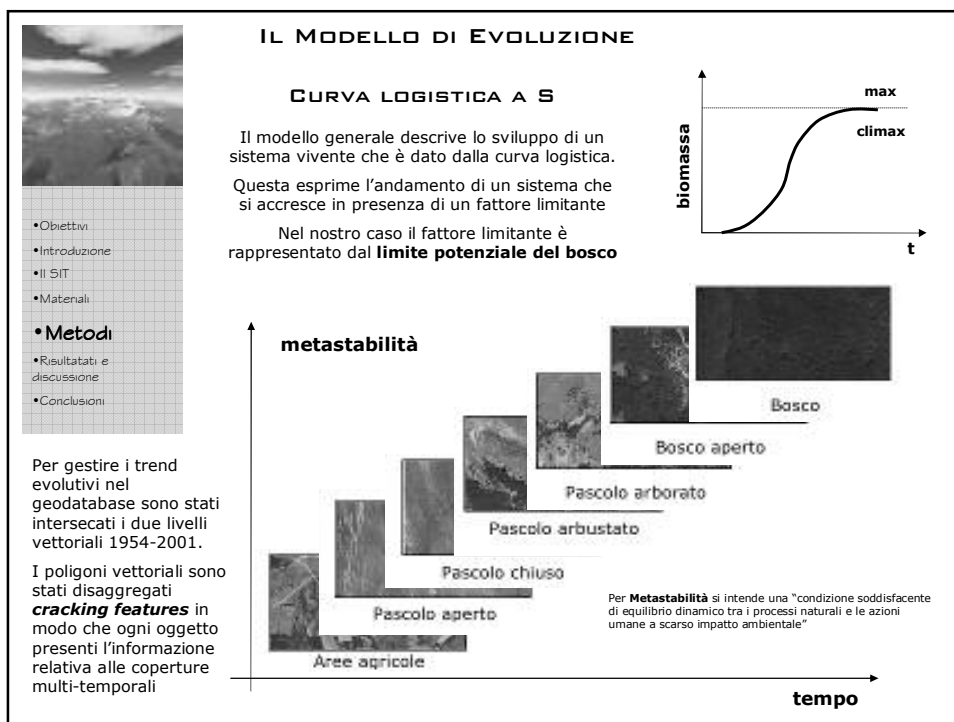 IL MODELLO DI EVOLUZIONE
CURVA LOGISTICA A S
Il modello generale descrive lo sviluppo di un
sistema vivente che è dato dalla curva logistica.
Questa esprime l'andamento di un sistema che
si accresce in presenza di un fattore limitante
Nel nostro caso il fattore limitante è
rappresentato dal limite potenziale del bosco
max
climax
biomassa
t
•Obiettivi
•Introduzione
•Il SIT
•Materiali
•Metodi
•Risultatati e
discussione
•Conclusioni
Per gestire i trend
evolutivi nel
geodatabase sono stati
intersecati i due livelli
vettoriali 1954-2001.
I poligoni vettoriali sono
stati disaggregati
cracking features in
modo che ogni oggetto
presenti l'informazione
relativa alle coperture
multi-temporali
metastabilità
Bosco
Bosco aperto
Pascolo arborato
Pascolo arbustato
Pascolo chiuso
Pascolo aperto
Aree agricole
Per Metastabilità si intende una "condizione soddisfacente
di equilibrio dinamico tra i processi naturali e le azioni
umane a scarso impatto ambientale"
tempo